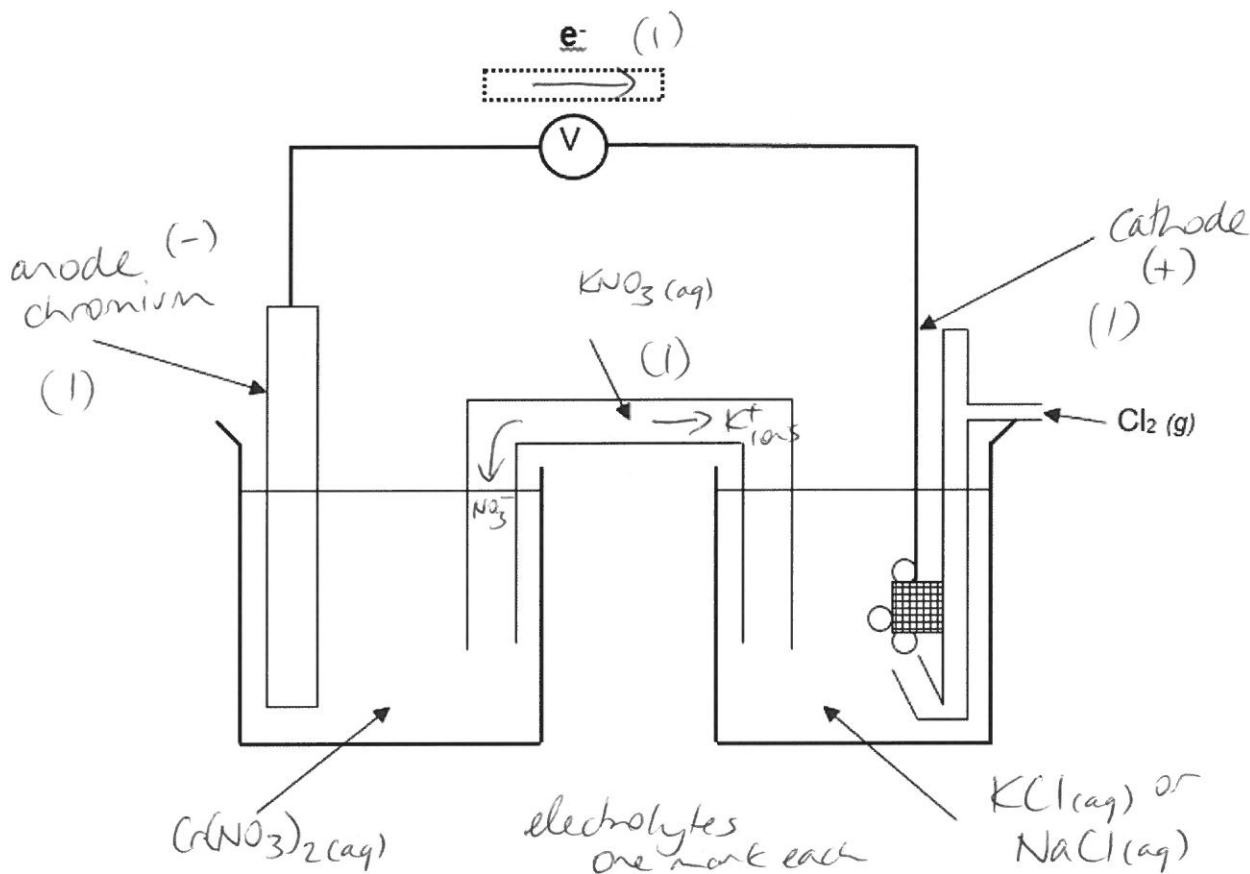 e- (1)
V
anode (-)
chromium
(1)
KNO3(aq)
(1)
Cathode
(+)
(1)
K+
ions
NO3-
Cl2 (g)
Cr(NO3)2(aq)
electrolytes
one mark each
KCl(aq) or
NaCl(aq)